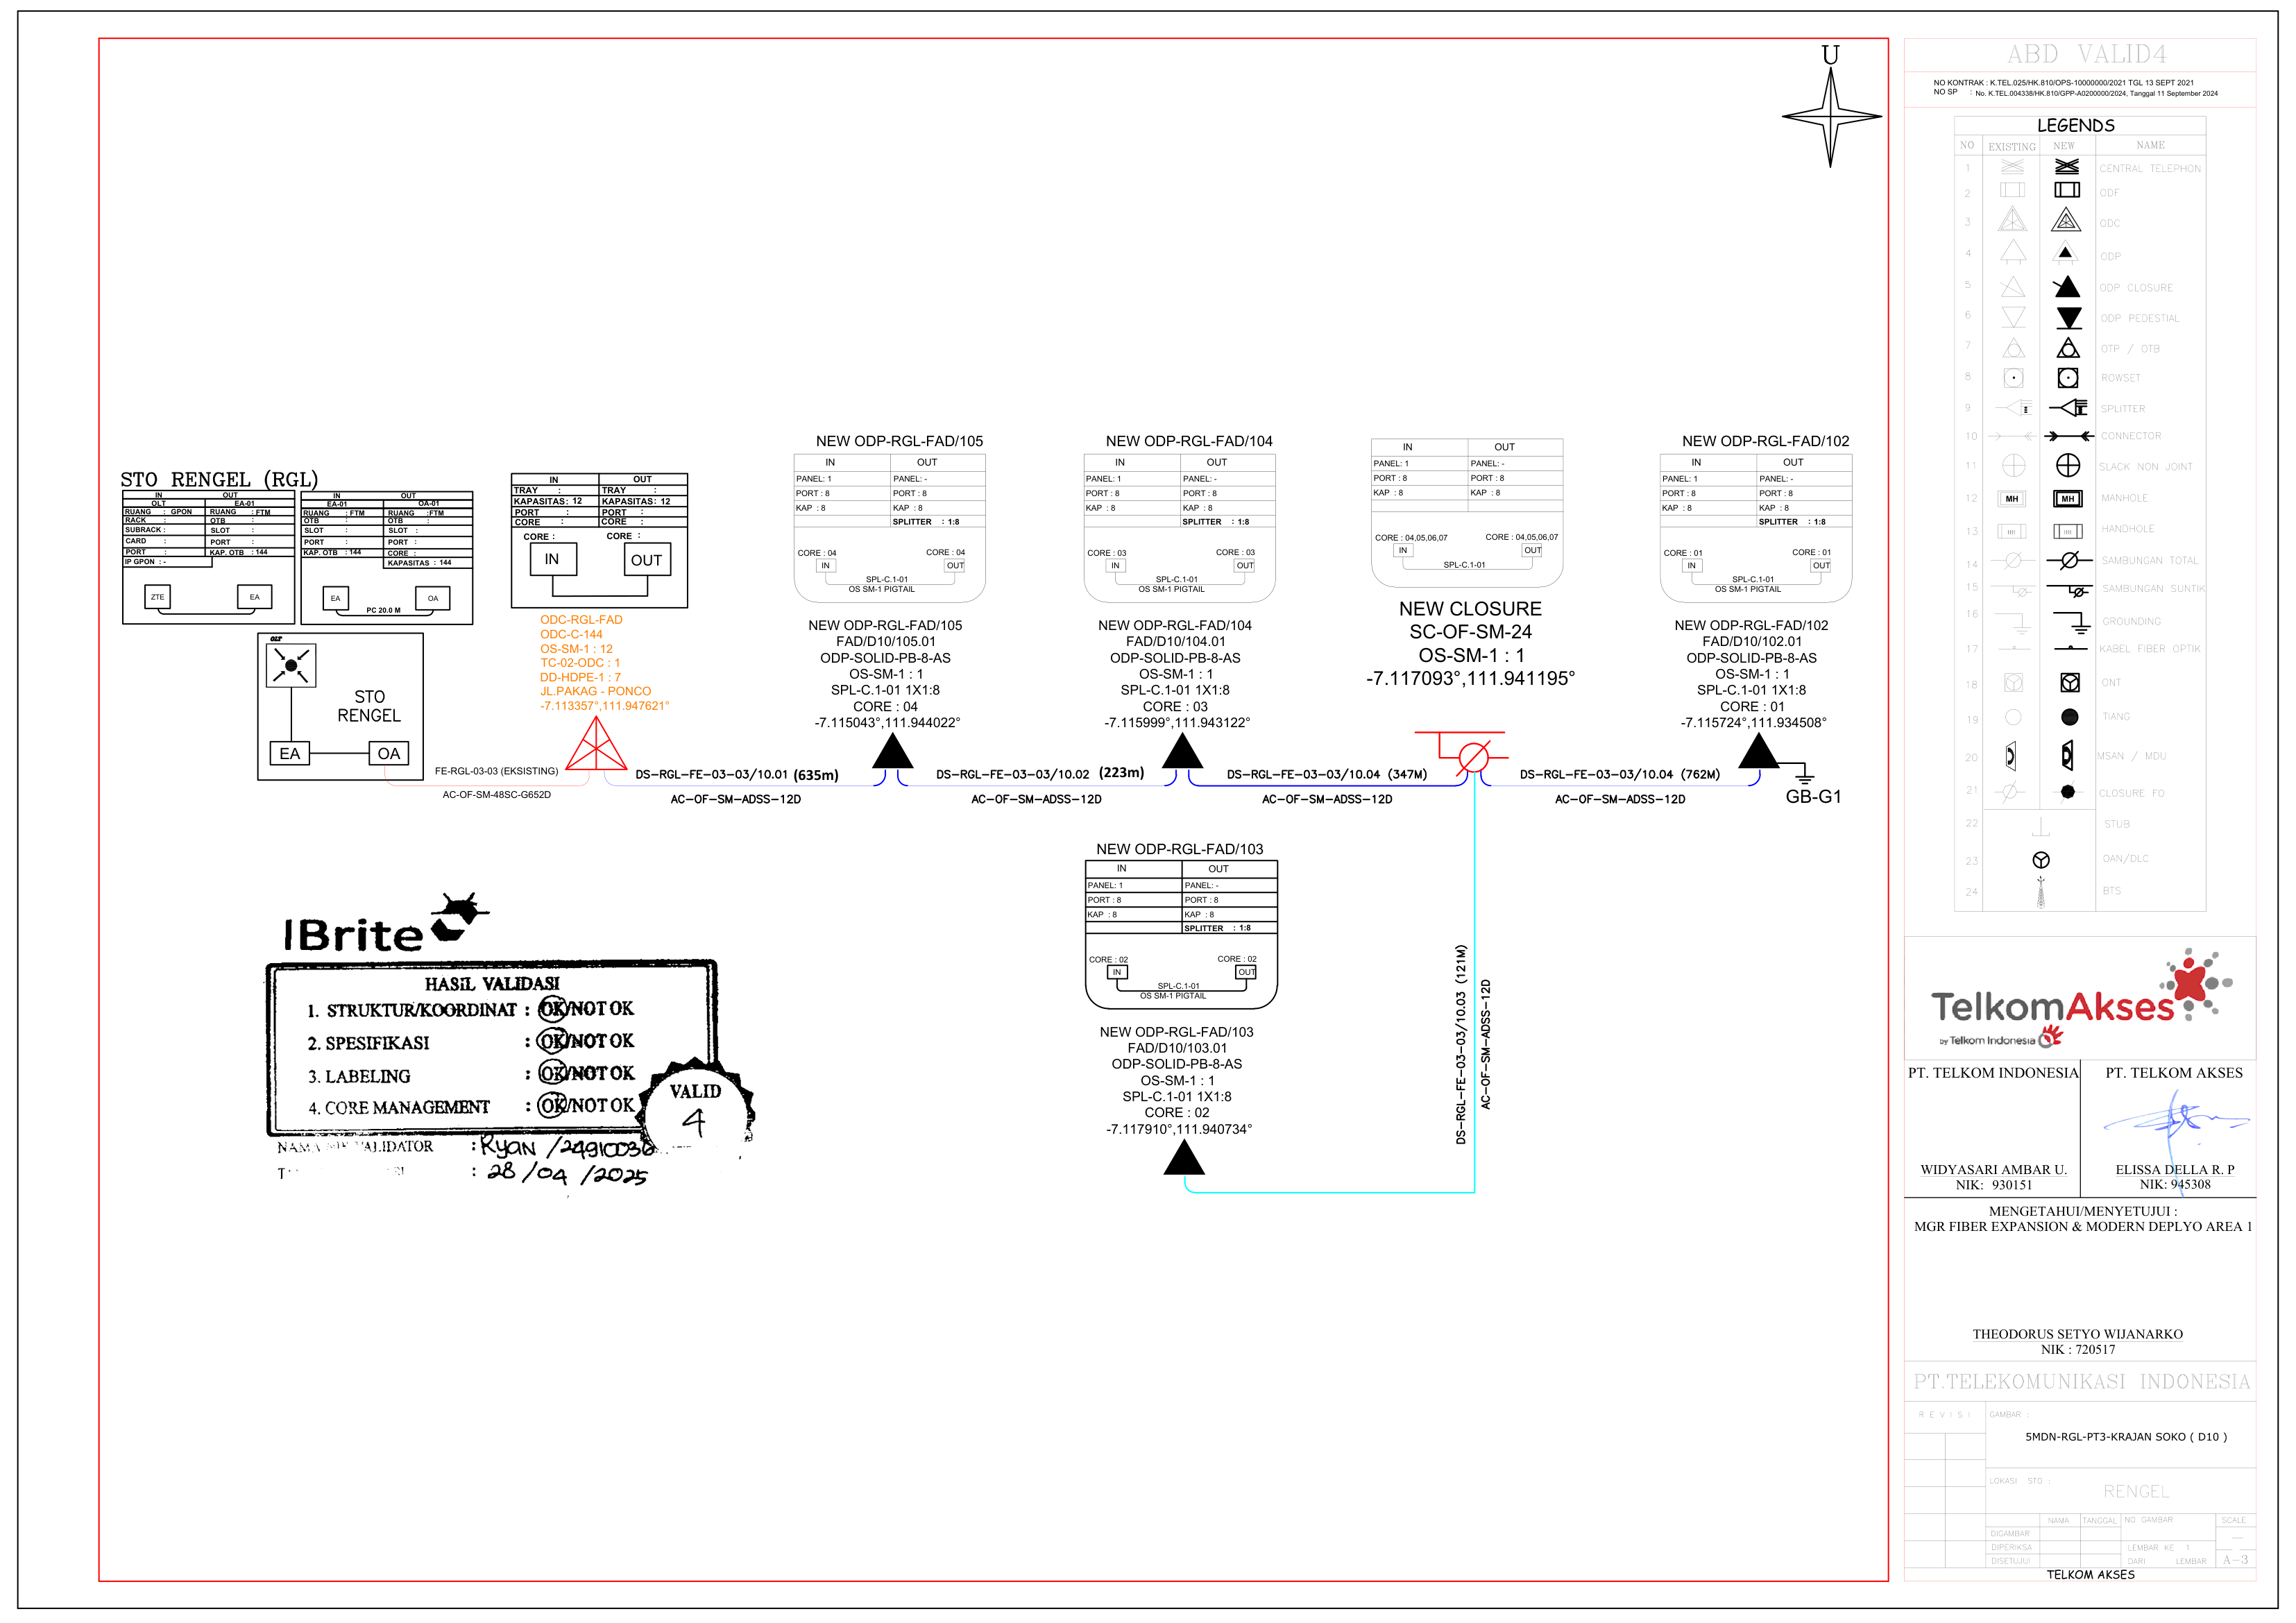 U
STO RENGEL (RGL)
IN OUT
OLT EA-01
RUANG : GPON RUANG : FTM
RACK : OTB :
SUBRACK : SLOT :
CARD : PORT :
PORT : KAP. OTB : 144
IP GPON : -
ZTE EA
IN OUT
EA-01 OA-01
RUANG : FTM RUANG :FTM
OTB : OTB :
SLOT : SLOT :
PORT : PORT :
KAP. OTB : 144 CORE :
KAPASITAS : 144
EA OA
PC 20.0 M
OLT
STO
RENGEL
EA OA
IN OUT
TRAY : TRAY :
KAPASITAS: 12 KAPASITAS: 12
PORT : PORT :
CORE : CORE :
CORE : CORE :
IN OUT
ODC-RGL-FAD
ODC-C-144
OS-SM-1 : 12
TC-02-ODC : 1
DD-HDPE-1 : 7
JL.PAKAG - PONCO
-7.113357°,111.947621°
FE-RGL-03-03 (EKSISTING)
AC-OF-SM-48SC-G652D
DS-RGL-FE-03-03/10.01 (635m)
AC-OF-SM-ADSS-12D
NEW ODP-RGL-FAD/105
IN OUT
PANEL: 1 PANEL: -
PORT : 8 PORT : 8
KAP : 8 KAP : 8
SPLITTER : 1:8
CORE : 04 CORE : 04
IN OUT
SPL-C.1-01
OS SM-1 PIGTAIL
NEW ODP-RGL-FAD/105
FAD/D10/105.01
ODP-SOLID-PB-8-AS
OS-SM-1 : 1
SPL-C.1-01 1X1:8
CORE : 04
-7.115043°,111.944022°
DS-RGL-FE-03-03/10.02 (223m)
AC-OF-SM-ADSS-12D
NEW ODP-RGL-FAD/104
IN OUT
PANEL: 1 PANEL: -
PORT : 8 PORT : 8
KAP : 8 KAP : 8
SPLITTER : 1:8
CORE : 03 CORE : 03
IN OUT
SPL-C.1-01
OS SM-1 PIGTAIL
NEW ODP-RGL-FAD/104
FAD/D10/104.01
ODP-SOLID-PB-8-AS
OS-SM-1 : 1
SPL-C.1-01 1X1:8
CORE : 03
-7.115999°,111.943122°
DS-RGL-FE-03-03/10.04 (347M)
AC-OF-SM-ADSS-12D
IN OUT
PANEL: 1 PANEL: -
PORT : 8 PORT : 8
KAP : 8 KAP : 8
CORE : 04,05,06,07 CORE : 04,05,06,07
IN OUT
SPL-C.1-01
NEW CLOSURE
SC-OF-SM-24
OS-SM-1 : 1
-7.117093°,111.941195°
DS-RGL-FE-03-03/10.04 (762M)
AC-OF-SM-ADSS-12D
NEW ODP-RGL-FAD/102
IN OUT
PANEL: 1 PANEL: -
PORT : 8 PORT : 8
KAP : 8 KAP : 8
SPLITTER : 1:8
CORE : 01 CORE : 01
IN OUT
SPL-C.1-01
OS SM-1 PIGTAIL
NEW ODP-RGL-FAD/102
FAD/D10/102.01
ODP-SOLID-PB-8-AS
OS-SM-1 : 1
SPL-C.1-01 1X1:8
CORE : 01
-7.115724°,111.934508°
GB-G1
NEW ODP-RGL-FAD/103
IN OUT
PANEL: 1 PANEL: -
PORT : 8 PORT : 8
KAP : 8 KAP : 8
SPLITTER : 1:8
CORE : 02 CORE : 02
IN OUT
SPL-C.1-01
OS SM-1 PIGTAIL
NEW ODP-RGL-FAD/103
FAD/D10/103.01
ODP-SOLID-PB-8-AS
OS-SM-1 : 1
SPL-C.1-01 1X1:8
CORE : 02
-7.117910°,111.940734°
DS-RGL-FE-03-03/10.03 (121M)
AC-OF-SM-ADSS-12D
IBrite
HASIL VALIDASI
1. STRUKTUR/KOORDINAT : OK/NOT OK
2. SPESIFIKASI : OK/NOT OK
3. LABELING : OK/NOT OK
4. CORE MANAGEMENT : OK/NOT OK
VALID
4
VALIDATOR : Ryan /24910036
: 28 /04 /2025
ABD VALID4
NO KONTRAK : K.TEL.025/HK.810/OPS-10000000/2021 TGL 13 SEPT 2021
NO SP : No. K.TEL.004338/HK.810/GPP-A0200000/2024, Tanggal 11 September 2024
LEGENDS
NO EXISTING NEW NAME
1 CENTRAL TELEPHON
2 ODF
3 ODC
4 ODP
5 ODP CLOSURE
6 ODP PEDESTIAL
7 OTP / OTB
8 ROWSET
9 SPLITTER
10 CONNECTOR
11 SLACK NON JOINT
12 MH MH MANHOLE
13 HH HH HANDHOLE
14 SAMBUNGAN TOTAL
15 SAMBUNGAN SUNTIK
16 GROUNDING
17 KABEL FIBER OPTIK
18 ONT
19 TIANG
20 MSAN / MDU
21 CLOSURE FO
22 STUB
23 OAN/DLC
24 BTS
TelkomAkses
by Telkom Indonesia
PT. TELKOM INDONESIA PT. TELKOM AKSES
WIDYASARI AMBAR U. ELISSA DELLA R. P
NIK: 930151 NIK: 945308
MENGETAHUI/MENYETUJUI :
MGR FIBER EXPANSION & MODERN DEPLYO AREA 1
THEODORUS SETYO WIJANARKO
NIK : 720517
PT.TELEKOMUNIKASI INDONESIA
REVISI GAMBAR :
5MDN-RGL-PT3-KRAJAN SOKO ( D10 )
LOKASI STO :
RENGEL
NAMA TANGGAL NO GAMBAR SCALE
DIGAMBAR
DIPERIKSA LEMBAR KE 1
DISETUJUI DARI LEMBAR A-3
TELKOM AKSES